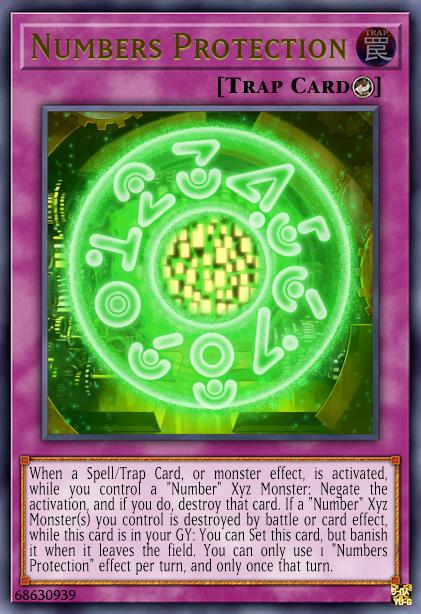 NUMBERS PROTECTION
TRAP
罠
[TRAP CARD]
When a Spell/Trap Card, or monster effect, is activated,
while you control a "Number" Xyz Monster: Negate the
activation, and if you do, destroy that card. If a "Number" Xyz
Monster(s) you control is destroyed by battle or card effect,
while this card is in your GY: You can Set this card, but banish
it when it leaves the field. You can only use 1 "Numbers
Protection" effect per turn, and only once that turn.
68630939